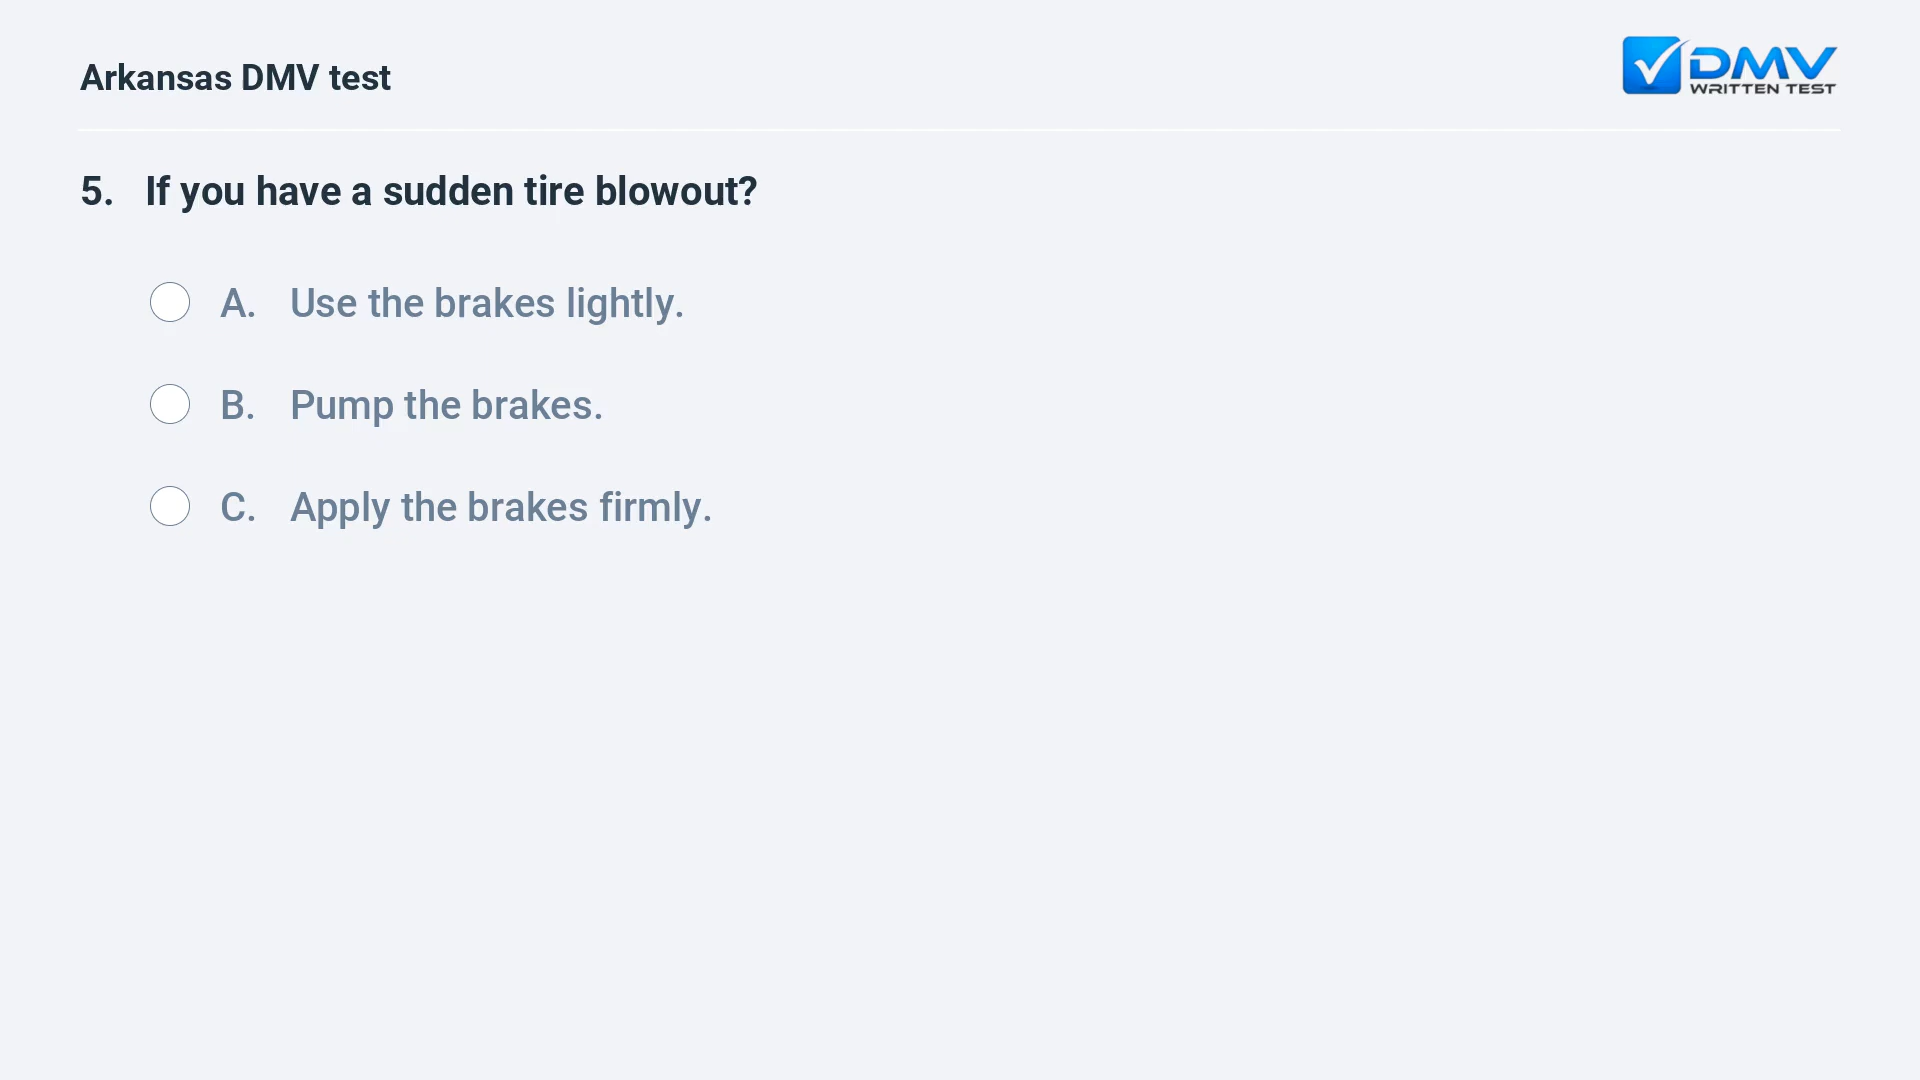 Arkansas DMV test
DMV
WRITTEN TEST
5. If you have a sudden tire blowout?
A. Use the brakes lightly.
B. Pump the brakes.
C. Apply the brakes firmly.